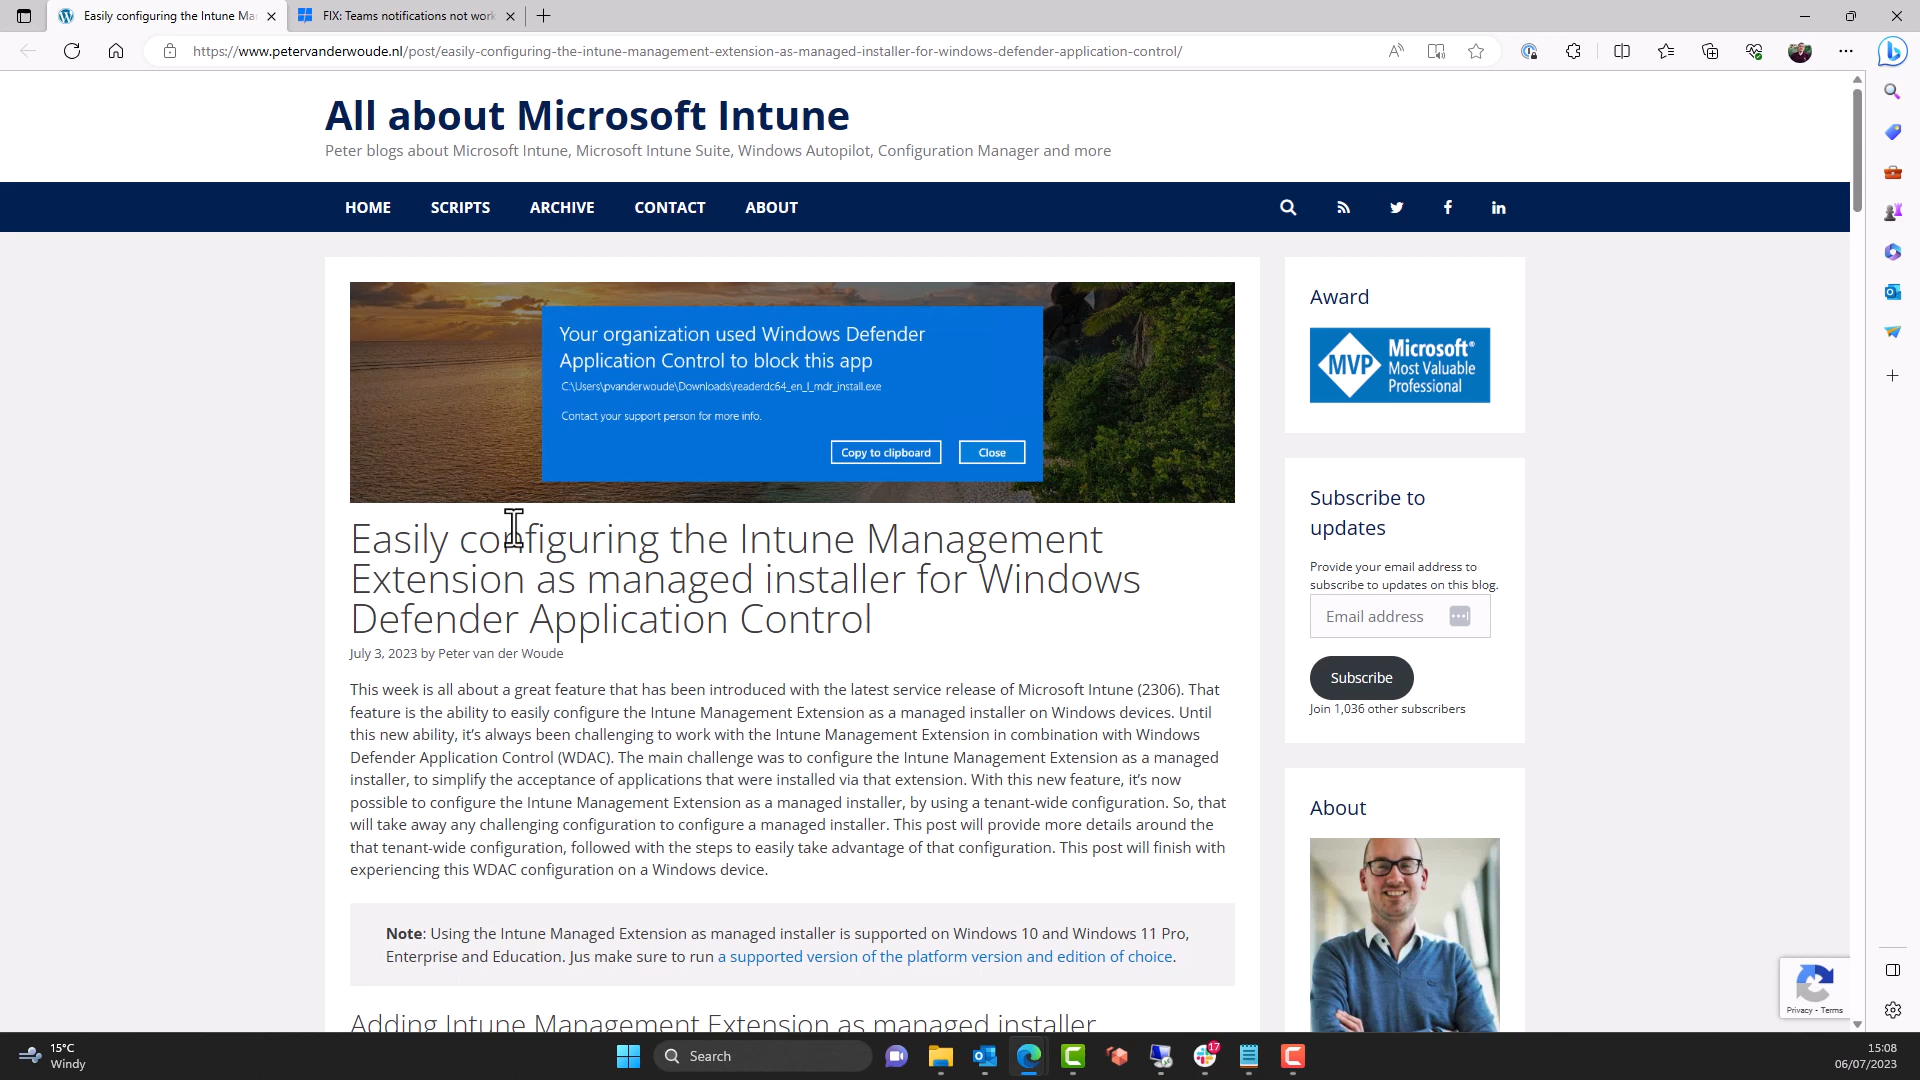 Easily configuring the Intune Ma
FIX: Teams notifications not work
https://www.petervanderwoude.nl/post/easily-configuring-the-intune-management-extension-as-managed-installer-for-windows-defender-application-control/
All about Microsoft Intune
Peter blogs about Microsoft Intune, Microsoft Intune Suite, Windows Autopilot, Configuration Manager and more
HOME SCRIPTS ARCHIVE CONTACT ABOUT
Your organization used Windows Defender
Application Control to block this app
C:\Users\pvanderwoude\Downloads\readerdc64_en_l_mdr_install.exe
Contact your support person for more info.
Copy to clipboard Close
Easily configuring the Intune Management
Extension as managed installer for Windows
Defender Application Control
July 3, 2023 by Peter van der Woude
This week is all about a great feature that has been introduced with the latest service release of Microsoft Intune (2306). That
feature is the ability to easily configure the Intune Management Extension as a managed installer on Windows devices. Until
this new ability, it’s always been challenging to work with the Intune Management Extension in combination with Windows
Defender Application Control (WDAC). The main challenge was to configure the Intune Management Extension as a managed
installer, to simplify the acceptance of applications that were installed via that extension. With this new feature, it’s now
possible to configure the Intune Management Extension as a managed installer, by using a tenant-wide configuration. So, that
will take away any challenging configuration to configure a managed installer. This post will provide more details around the
that tenant-wide configuration, followed with the steps to easily take advantage of that configuration. This post will finish with
experiencing this WDAC configuration on a Windows device.
Note: Using the Intune Managed Extension as managed installer is supported on Windows 10 and Windows 11 Pro,
Enterprise and Education. Jus make sure to run a supported version of the platform version and edition of choice.
Adding Intune Management Extension as managed installer
Award
MVP
Microsoft®
Most Valuable
Professional
Subscribe to
updates
Provide your email address to
subscribe to updates on this blog.
Email address
Subscribe
Join 1,036 other subscribers
About
Privacy - Terms
15°C
Windy
Search
17
15:08
06/07/2023